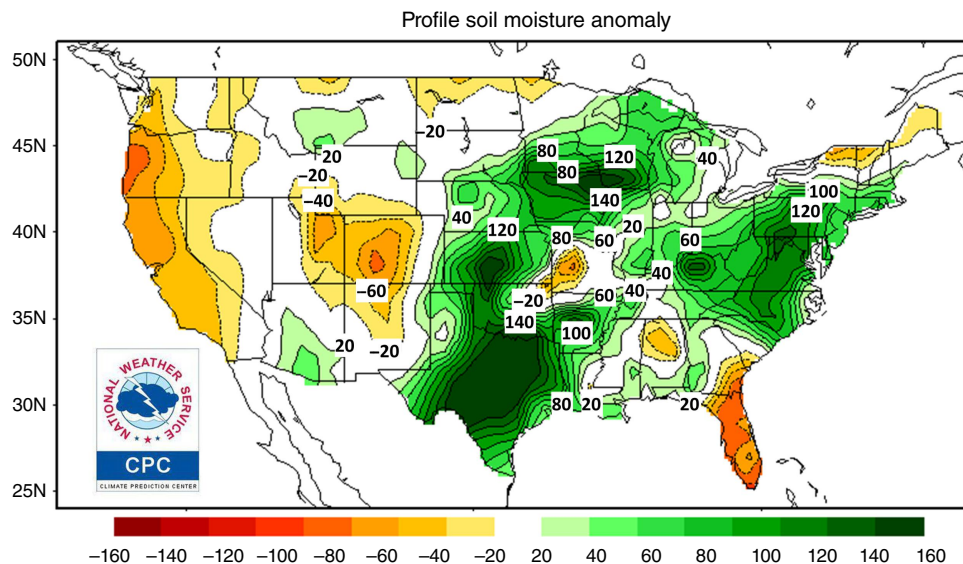 Profile soil moisture anomaly
50N
45N
40N
35N
30N
25N
−20
80
120
80
40
20
−20
−40
140
100
120
40
120
80
60
20
60
40
−60
−20
60
40
140
100
20
−20
80
20
20
NATIONAL WEATHER SERVICE
CPC
CLIMATE PREDICTION CENTER
−160 −140 −120 −100 −80 −60 −40 −20 20 40 60 80 100 120 140 160